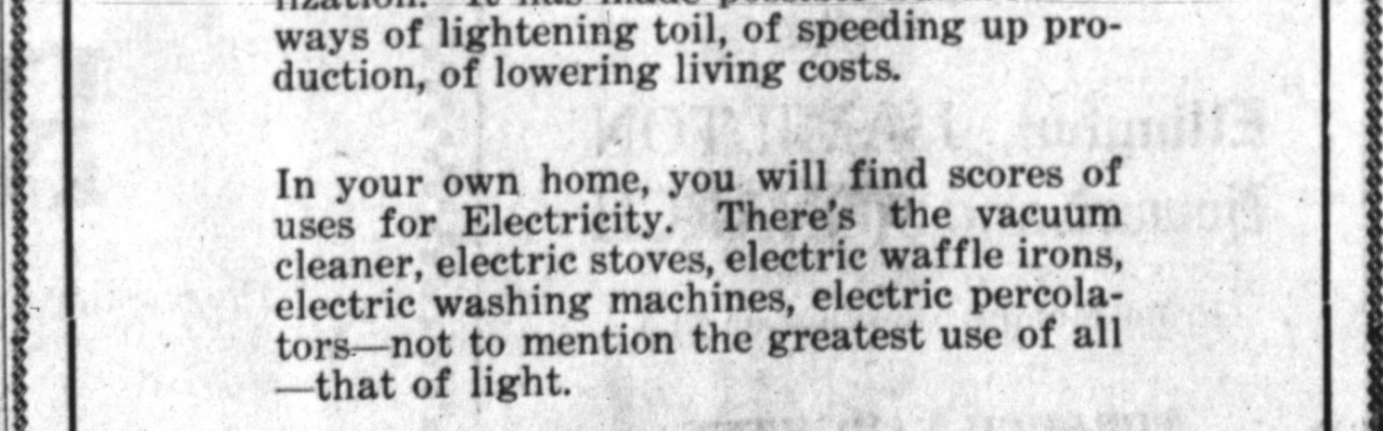 ways of lightening toil, of speeding up pro-
duction, of lowering living costs.
In your own home, you will find scores of
uses for Electricity. There's the vacuum
cleaner, electric stoves, electric waffle irons,
electric washing machines, electric percola-
tors—not to mention the greatest use of all
—that of light.